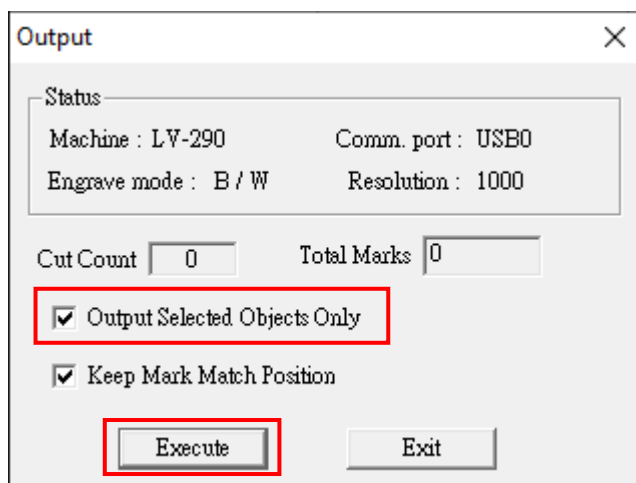 Output
Status
Machine : LV-290 Comm. port : USB0
Engrave mode : B / W Resolution : 1000
Cut Count 0 Total Marks 0
Output Selected Objects Only
Keep Mark Match Position
Execute Exit